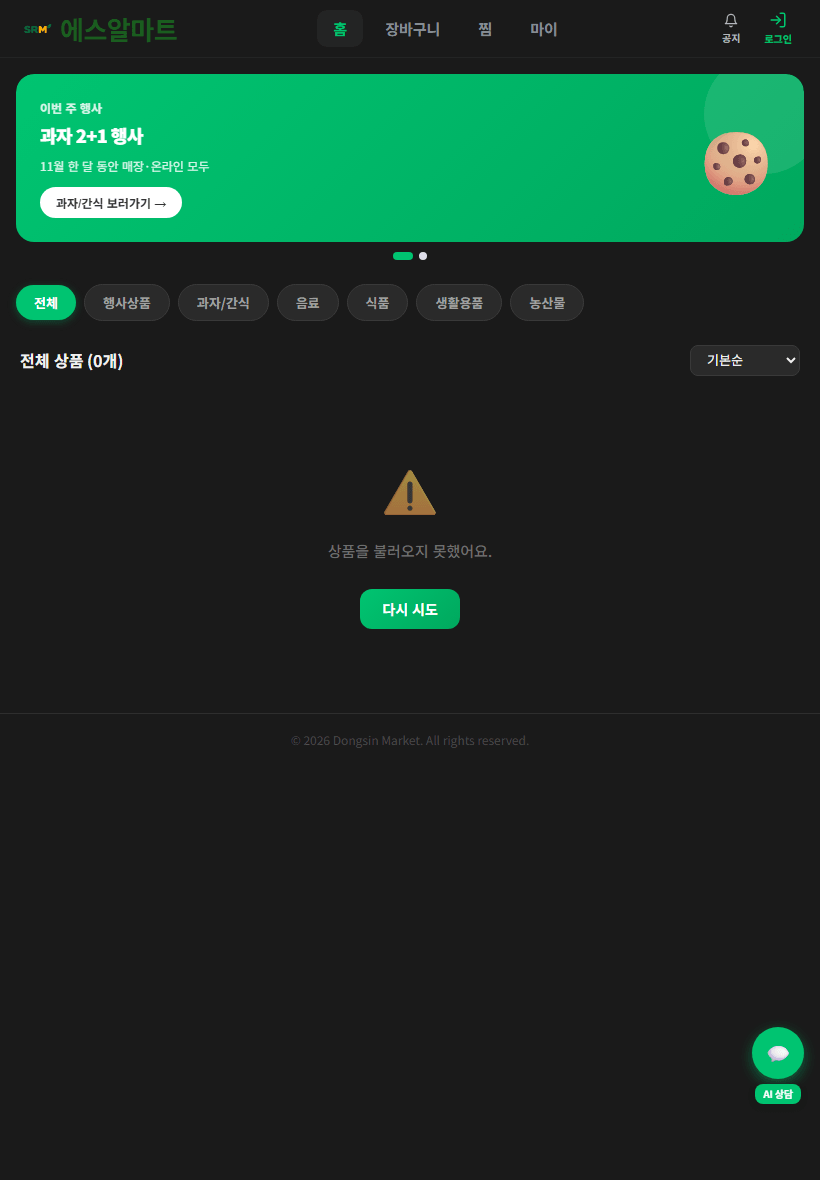 SRM 에스알마트
홈
장바구니
찜
마이
공지
로그인
이번 주 행사
과자 2+1 행사
11월 한 달 동안 매장·온라인 모두
과자/간식 보러가기 →
전체
행사상품
과자/간식
음료
식품
생활용품
농산물
전체 상품 (0개)
기본순
상품을 불러오지 못했어요.
다시 시도
© 2026 Dongsin Market. All rights reserved.
AI 상담